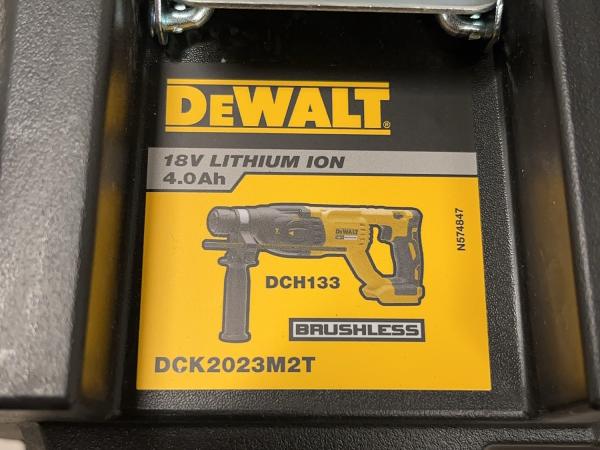 DEWALT®
18V LITHIUM ION
4.0Ah
DEWALT
DCH133
N574847
BRUSHLESS
DCK2023M2T